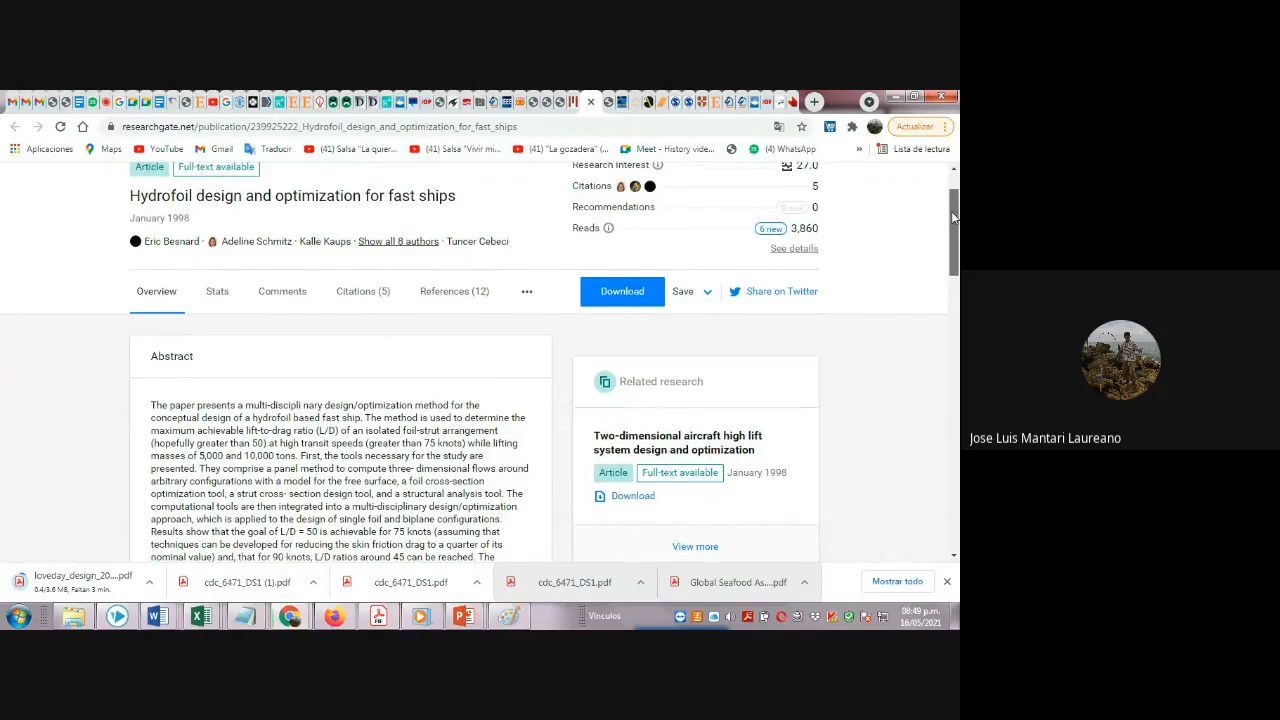 researchgate.net/publication/239925222_Hydrofoil_design_and_optimization_for_fast_ships
Actualizar
Aplicaciones
Maps
YouTube
Gmail
Traducir
(41) Salsa "La quier...
(41) Salsa "Vivir mi...
(41) "La gozadera" (...
Meet - History vide...
(4) WhatsApp
»
Lista de lectura
Article
Full-text available
Research Interest
27.0
Hydrofoil design and optimization for fast ships
Citations
5
January 1998
Recommendations
0 new
0
Reads
6 new
3,860
Eric Besnard · Adeline Schmitz · Kalle Kaups · Show all 8 authors · Tuncer Cebeci
See details
Overview
Stats
Comments
Citations (5)
References (12)
Download
Save
Share on Twitter
Abstract
Related research
The paper presents a multi-discipli nary design/optimization method for the
conceptual design of a hydrofoil based fast ship. The method is used to determine the
maximum achievable lift-to-drag ratio (L/D) of an isolated foil-strut arrangement
(hopefully greater than 50) at high transit speeds (greater than 75 knots) while lifting
masses of 5,000 and 10,000 tons. First, the tools necessary for the study are
presented. They comprise a panel method to compute three- dimensional flows around
arbitrary configurations with a model for the free surface, a foil cross-section
optimization tool, a strut cross- section design tool, and a structural analysis tool. The
computational tools are then integrated into a multi-disciplinary design/optimization
approach, which is applied to the design of single foil and biplane configurations.
Results show that the goal of L/D = 50 is achievable for 75 knots (assuming that
techniques can be developed for reducing the skin friction drag to a quarter of its
nominal value) and, that for 90 knots, L/D ratios around 45 can be reached. The
Two-dimensional aircraft high lift
system design and optimization
Article
Full-text available
January 1998
Download
View more
loveday_design_20....pdf
0.4/3.6 MB, Faltan 3 min.
cdc_6471_DS1 (1).pdf
cdc_6471_DS1.pdf
cdc_6471_DS1.pdf
Global Seafood As....pdf
Mostrar todo
Vínculos
08:49 p.m.
16/05/2021
Jose Luis Mantari Laureano